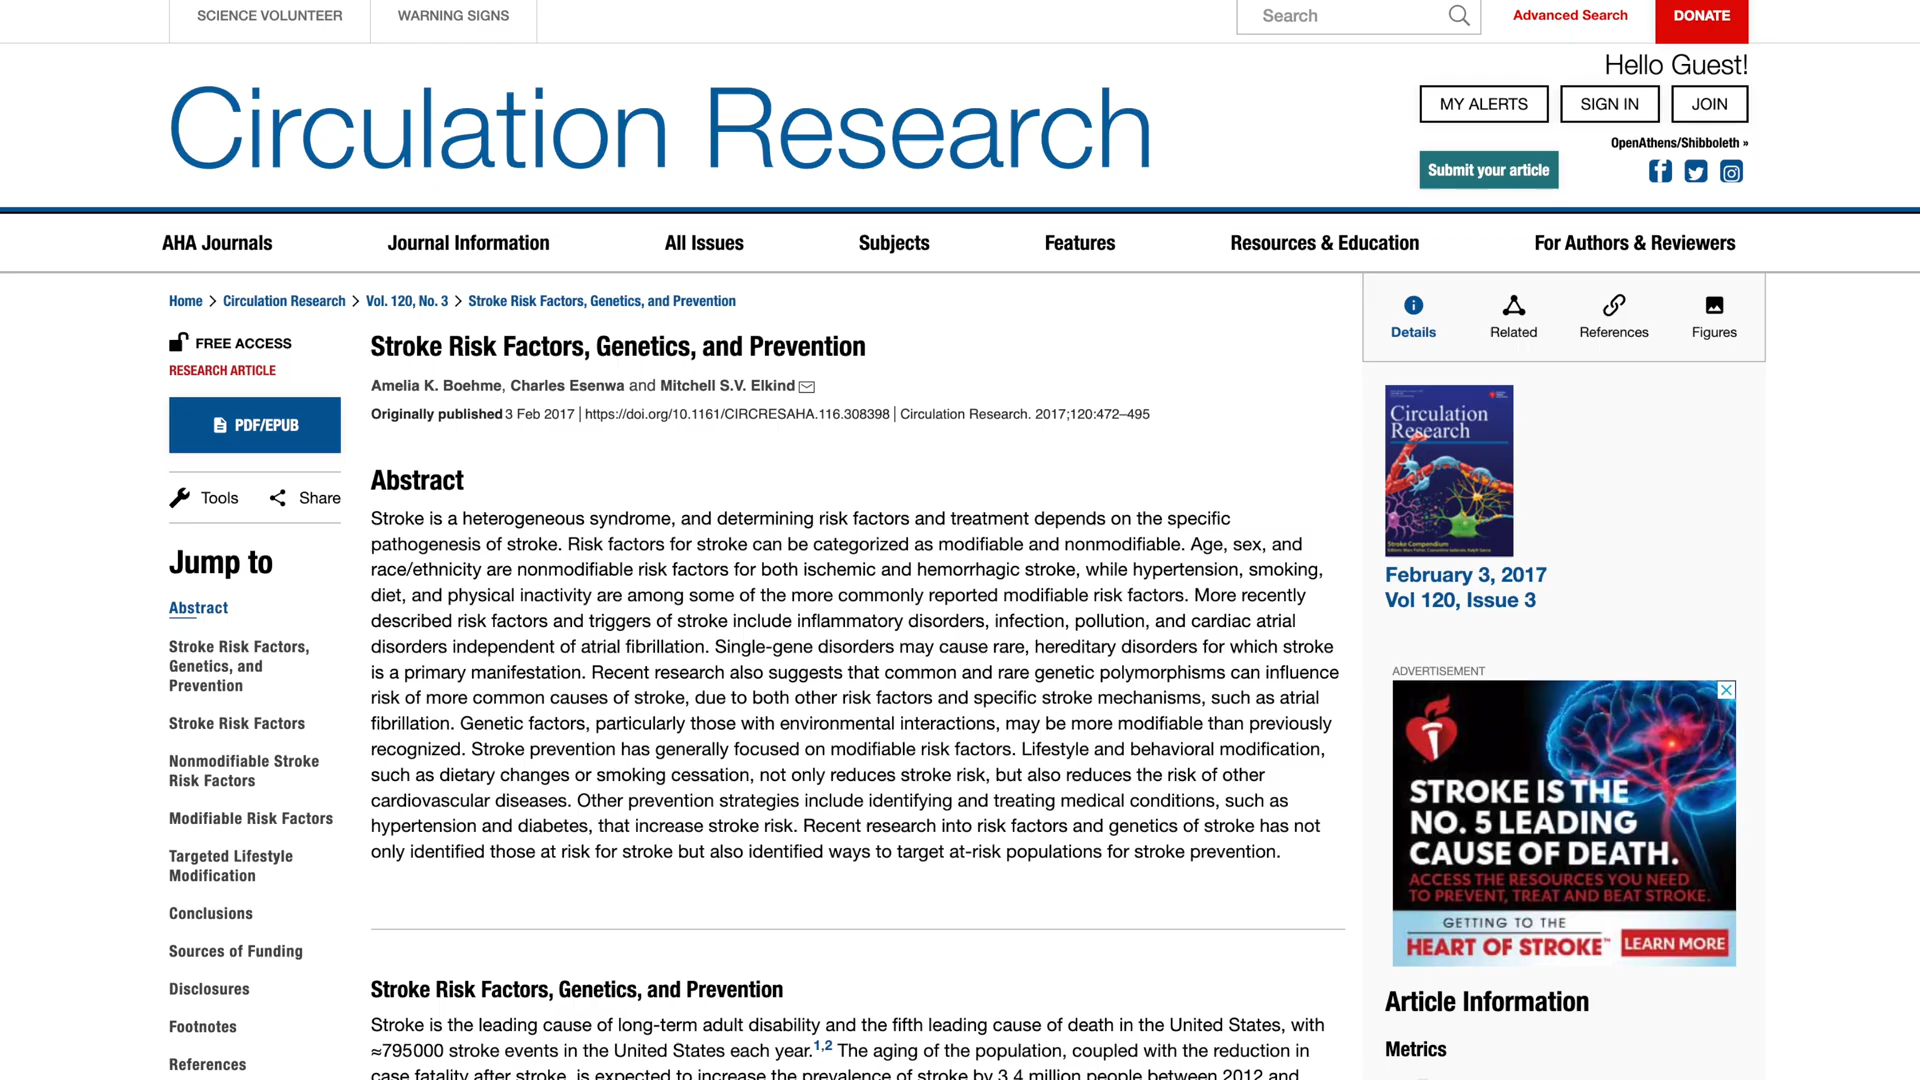 SCIENCE VOLUNTEER
WARNING SIGNS
Search
Advanced Search
DONATE
Circulation Research
Hello Guest!
MY ALERTS
SIGN IN
JOIN
OpenAthens/Shibboleth »
Submit your article
AHA Journals
Journal Information
All Issues
Subjects
Features
Resources & Education
For Authors & Reviewers
Home > Circulation Research > Vol. 120, No. 3 > Stroke Risk Factors, Genetics, and Prevention
FREE ACCESS
RESEARCH ARTICLE
PDF/EPUB
Tools
Share
Jump to
Abstract
Stroke Risk Factors,
Genetics, and
Prevention
Stroke Risk Factors
Nonmodifiable Stroke
Risk Factors
Modifiable Risk Factors
Targeted Lifestyle
Modification
Conclusions
Sources of Funding
Disclosures
Footnotes
References
Stroke Risk Factors, Genetics, and Prevention
Amelia K. Boehme, Charles Esenwa and Mitchell S.V. Elkind
Originally published 3 Feb 2017 | https://doi.org/10.1161/CIRCRESAHA.116.308398 | Circulation Research. 2017;120:472–495
Abstract
Stroke is a heterogeneous syndrome, and determining risk factors and treatment depends on the specific
pathogenesis of stroke. Risk factors for stroke can be categorized as modifiable and nonmodifiable. Age, sex, and
race/ethnicity are nonmodifiable risk factors for both ischemic and hemorrhagic stroke, while hypertension, smoking,
diet, and physical inactivity are among some of the more commonly reported modifiable risk factors. More recently
described risk factors and triggers of stroke include inflammatory disorders, infection, pollution, and cardiac atrial
disorders independent of atrial fibrillation. Single-gene disorders may cause rare, hereditary disorders for which stroke
is a primary manifestation. Recent research also suggests that common and rare genetic polymorphisms can influence
risk of more common causes of stroke, due to both other risk factors and specific stroke mechanisms, such as atrial
fibrillation. Genetic factors, particularly those with environmental interactions, may be more modifiable than previously
recognized. Stroke prevention has generally focused on modifiable risk factors. Lifestyle and behavioral modification,
such as dietary changes or smoking cessation, not only reduces stroke risk, but also reduces the risk of other
cardiovascular diseases. Other prevention strategies include identifying and treating medical conditions, such as
hypertension and diabetes, that increase stroke risk. Recent research into risk factors and genetics of stroke has not
only identified those at risk for stroke but also identified ways to target at-risk populations for stroke prevention.
Stroke Risk Factors, Genetics, and Prevention
Stroke is the leading cause of long-term adult disability and the fifth leading cause of death in the United States, with
≈795000 stroke events in the United States each year.1,2 The aging of the population, coupled with the reduction in
case fatality after stroke, is expected to increase the prevalence of stroke by 3.4 million people between 2012 and
Details
Related
References
Figures
Circulation
Research
Stroke Compendium
February 3, 2017
Vol 120, Issue 3
ADVERTISEMENT
STROKE IS THE
NO. 5 LEADING
CAUSE OF DEATH.
ACCESS THE RESOURCES YOU NEED
TO PREVENT, TREAT AND BEAT STROKE.
GETTING TO THE
HEART OF STROKE™
LEARN MORE
Article Information
Metrics